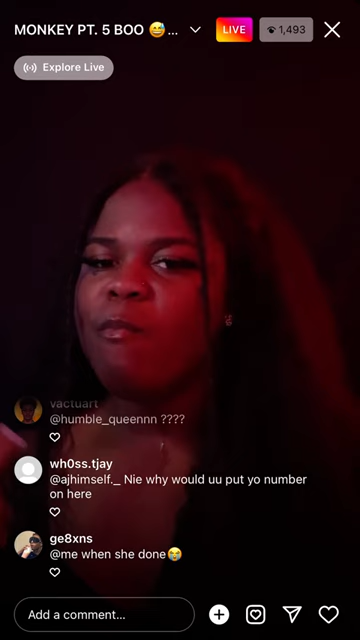 MONKEY PT. 5 BOO 😅...
LIVE
1,493
Explore Live
vactuart
@humble_queennn ????
wh0ss.tjay
@ajhimself._ Nie why would uu put yo number
on here
ge8xns
@me when she done😭
Add a comment...